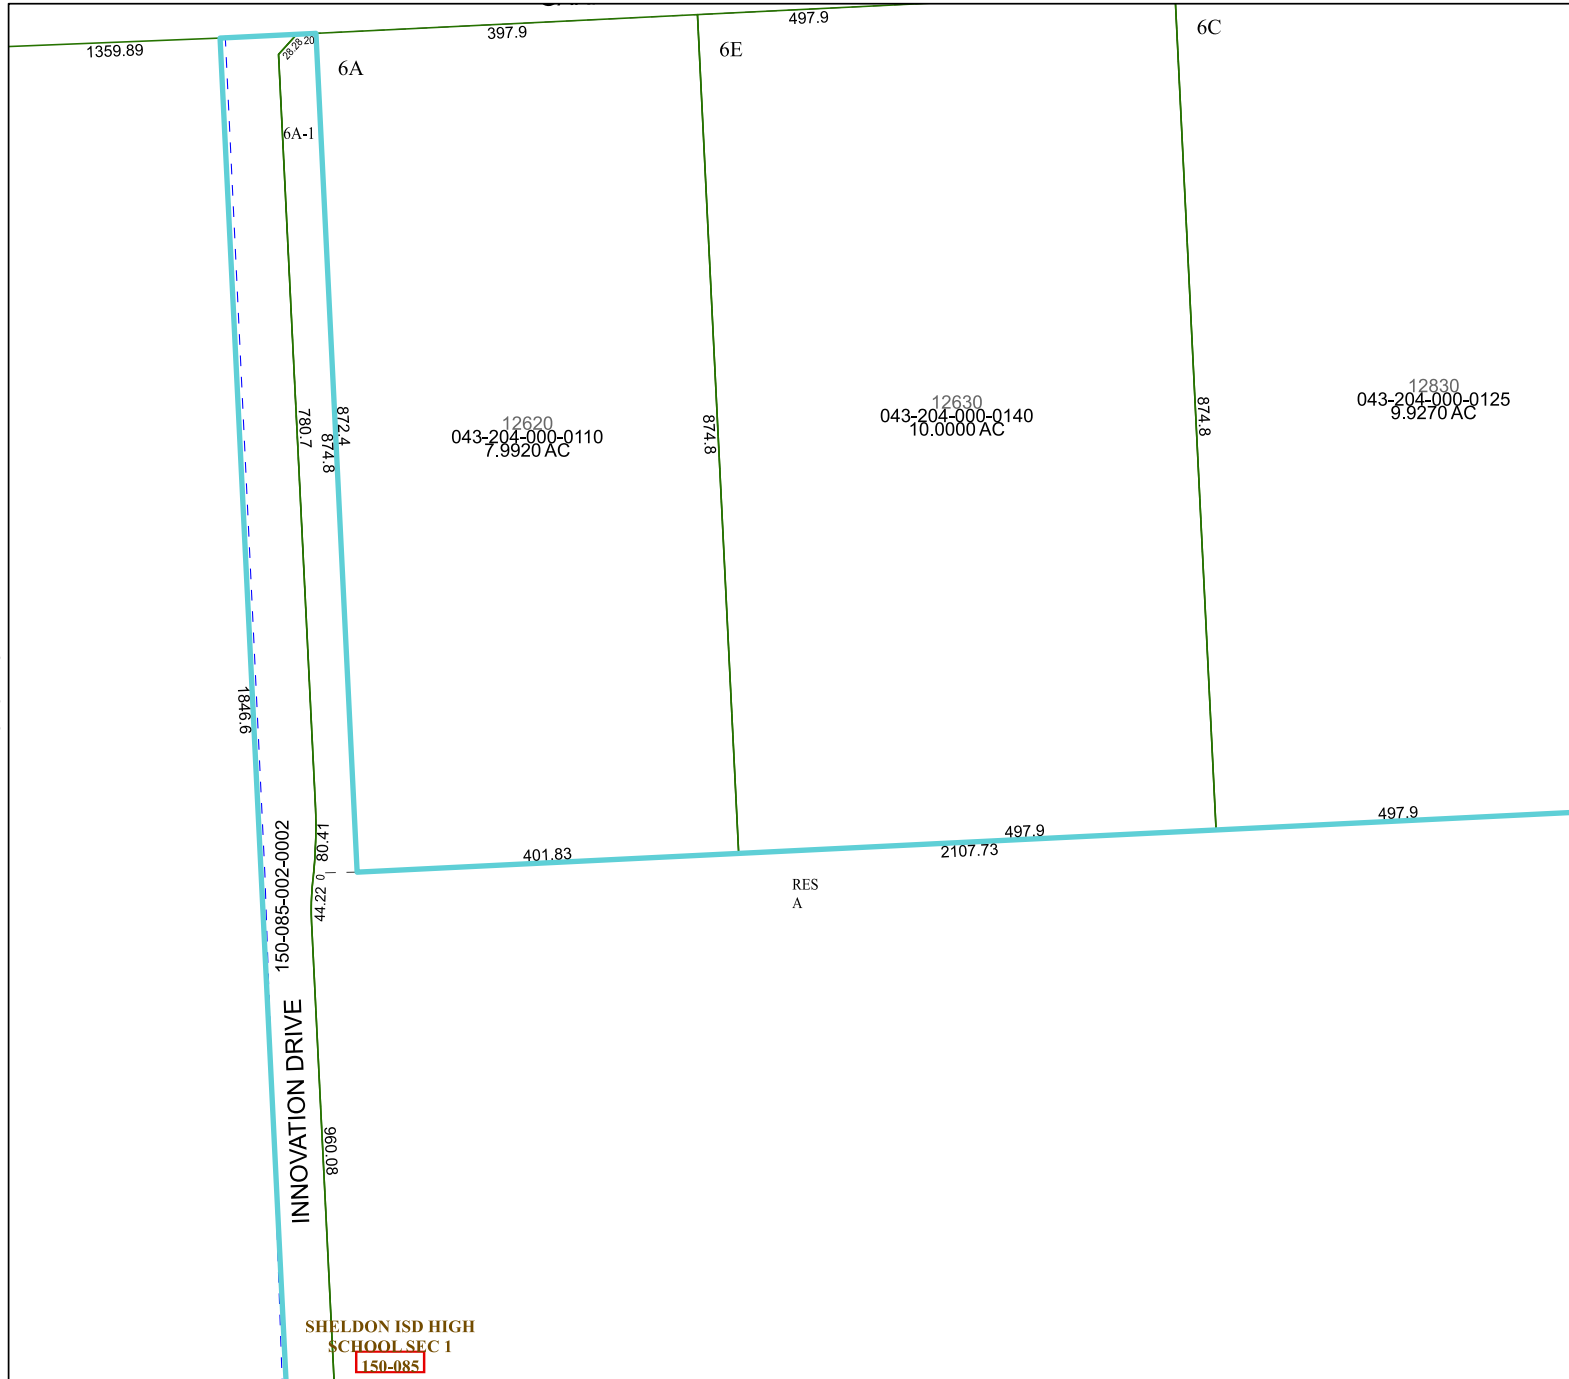 1359.89
28.28
20
397.9
497.9
6A
6E
6C
6A-1
780.7
872.4
874.8
12620
043-204-000-0110
7.9920 AC
874.8
12630
043-204-000-0140
10.0000 AC
874.8
12830
043-204-000-0125
9.9270 AC
1846.6
150-085-002-0002
80.41
0
44.22
401.83
497.9
2107.73
497.9
RES
A
INNOVATION DRIVE
960.08
SHELDON ISD HIGH
SCHOOL SEC 1
150-085